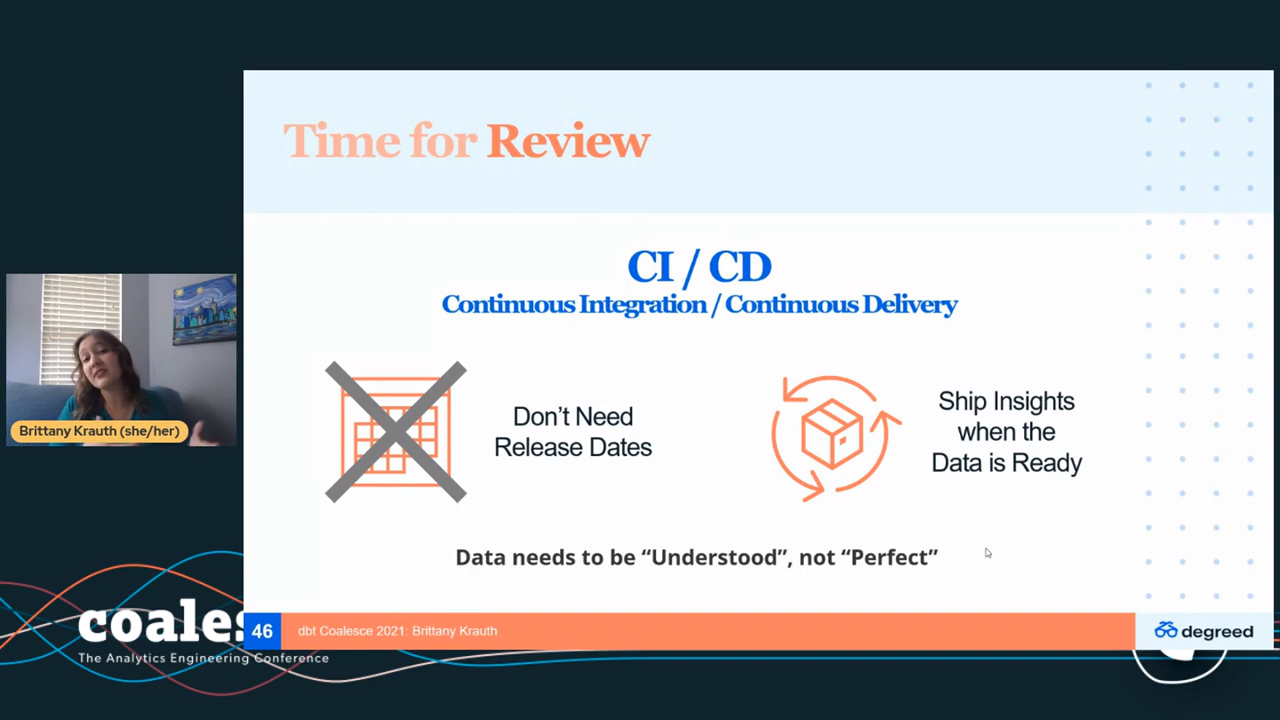 Time for Review
CI / CD
Continuous Integration / Continuous Delivery
Don't Need
Release Dates
Ship Insights
when the
Data is Ready
Data needs to be “Understood”, not “Perfect”
Brittany Krauth (she/her)
46
dbt Coalesce 2021: Brittany Krauth
degreed
coales
The Analytics Engineering Conference